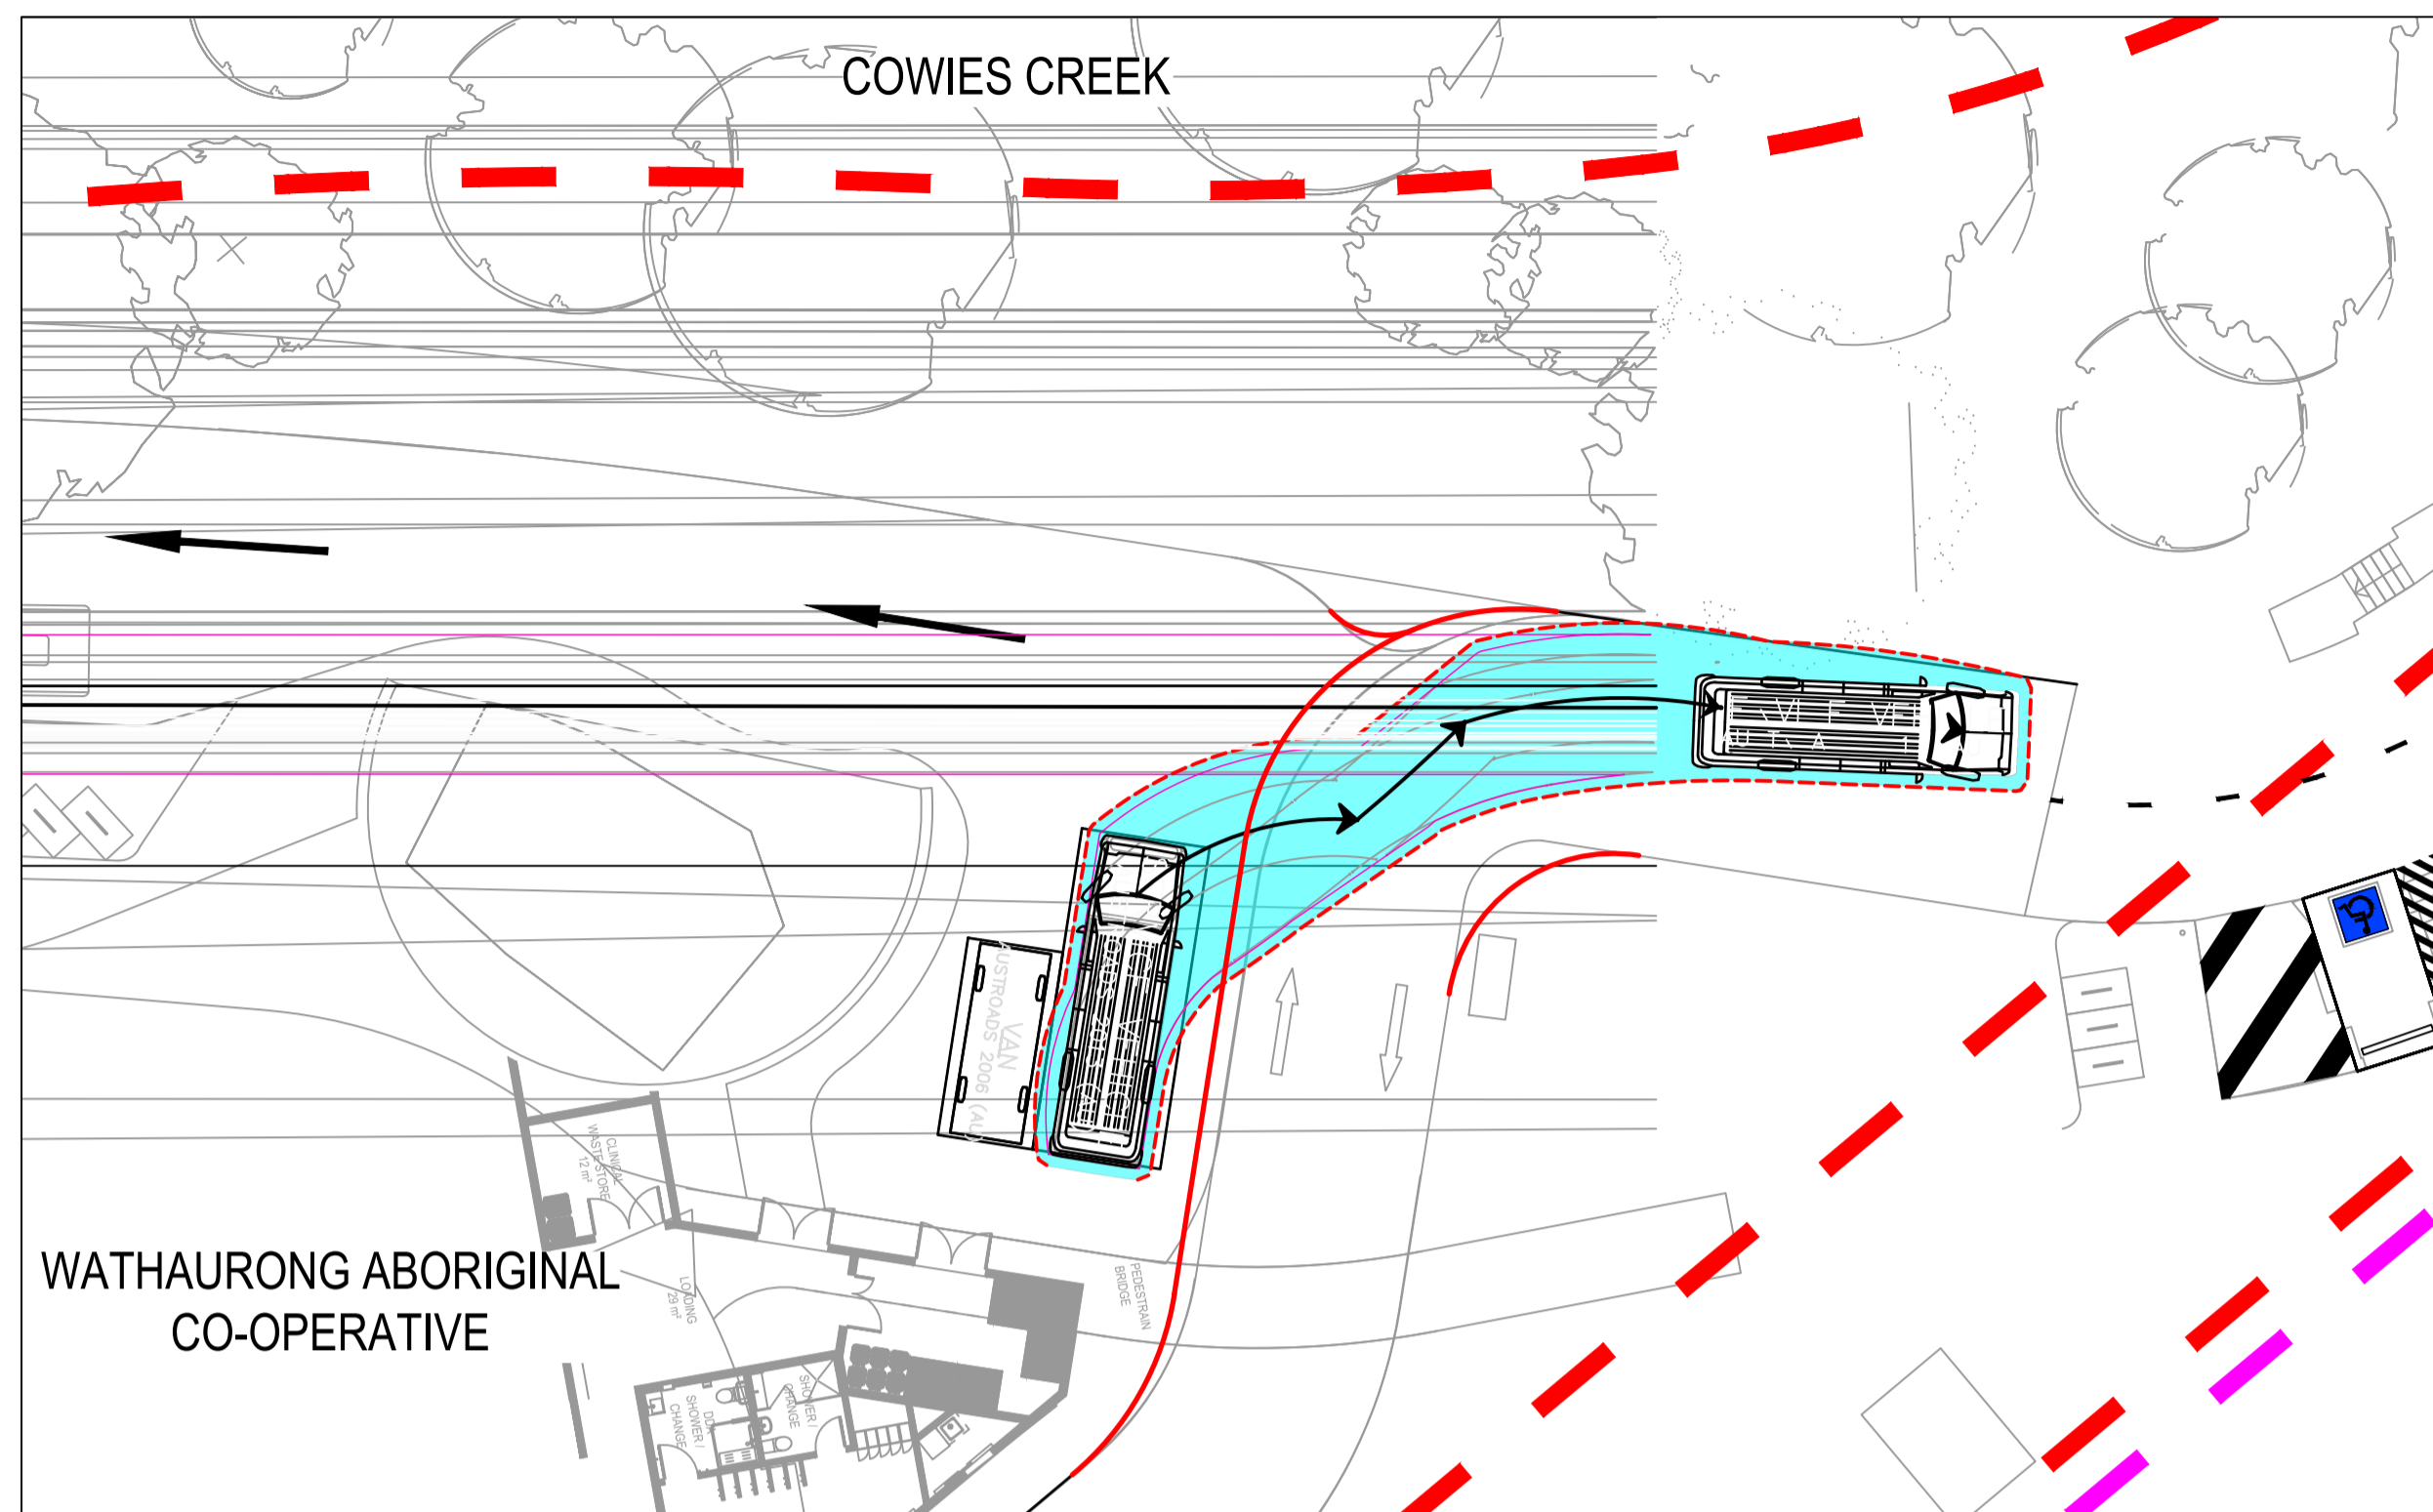 COWIES CREEK
VAN
AUSTROADS 2006 (AU)
CLINICAL
WASTE STORE
12 m²
WATHAURONG ABORIGINAL
CO-OPERATIVE
LOADING
29 m²
PEDESTRAIN
BRIDGE
SHOWER /
CHANGE
DDA
SHOWER /
CHANGE